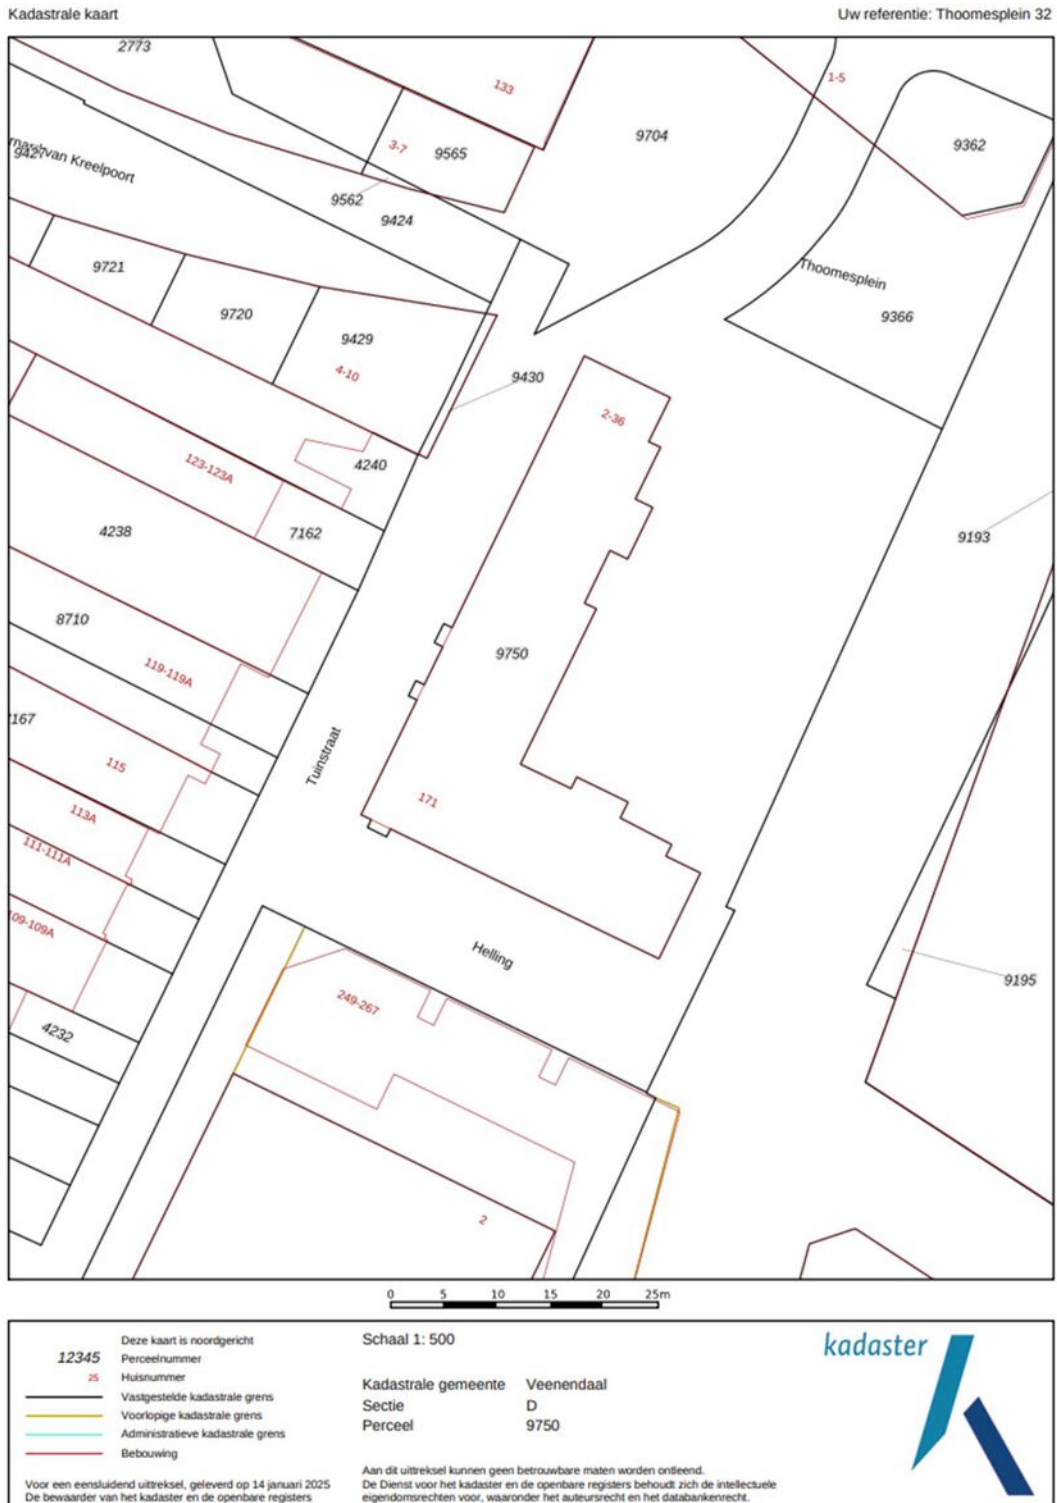 Kadastrale kaart
Uw referentie: Thoomesplein 32
2773
133
1-5
9704
9362
3-7
9565
van Kreelpoort
9562
9424
9721
Thoomesplein
9720
9366
9429
4-10
9430
2-36
123-123A
4240
4238
7162
9193
8710
9750
119-119A
Tuinstraat
115
171
113A
111-111A
Helling
9195
249-267
4232
2
0 5 10 15 20 25m
Deze kaart is noordgericht
12345 Perceelnummer
25 Huisnummer
Vastgestelde kadastrale grens
Voorlopige kadastrale grens
Administratieve kadastrale grens
Bebouwing
Voor een eensluidend uittreksel, geleverd op 14 januari 2025
De bewaarder van het kadaster en de openbare registers
Schaal 1: 500
Kadastrale gemeente Veenendaal
Sectie D
Perceel 9750
Aan dit uittreksel kunnen geen betrouwbare maten worden ontleend.
De Dienst voor het kadaster en de openbare registers behoudt zich de intellectuele
eigendomsrechten voor, waaronder het auteursrecht en het databankenrecht.
kadaster